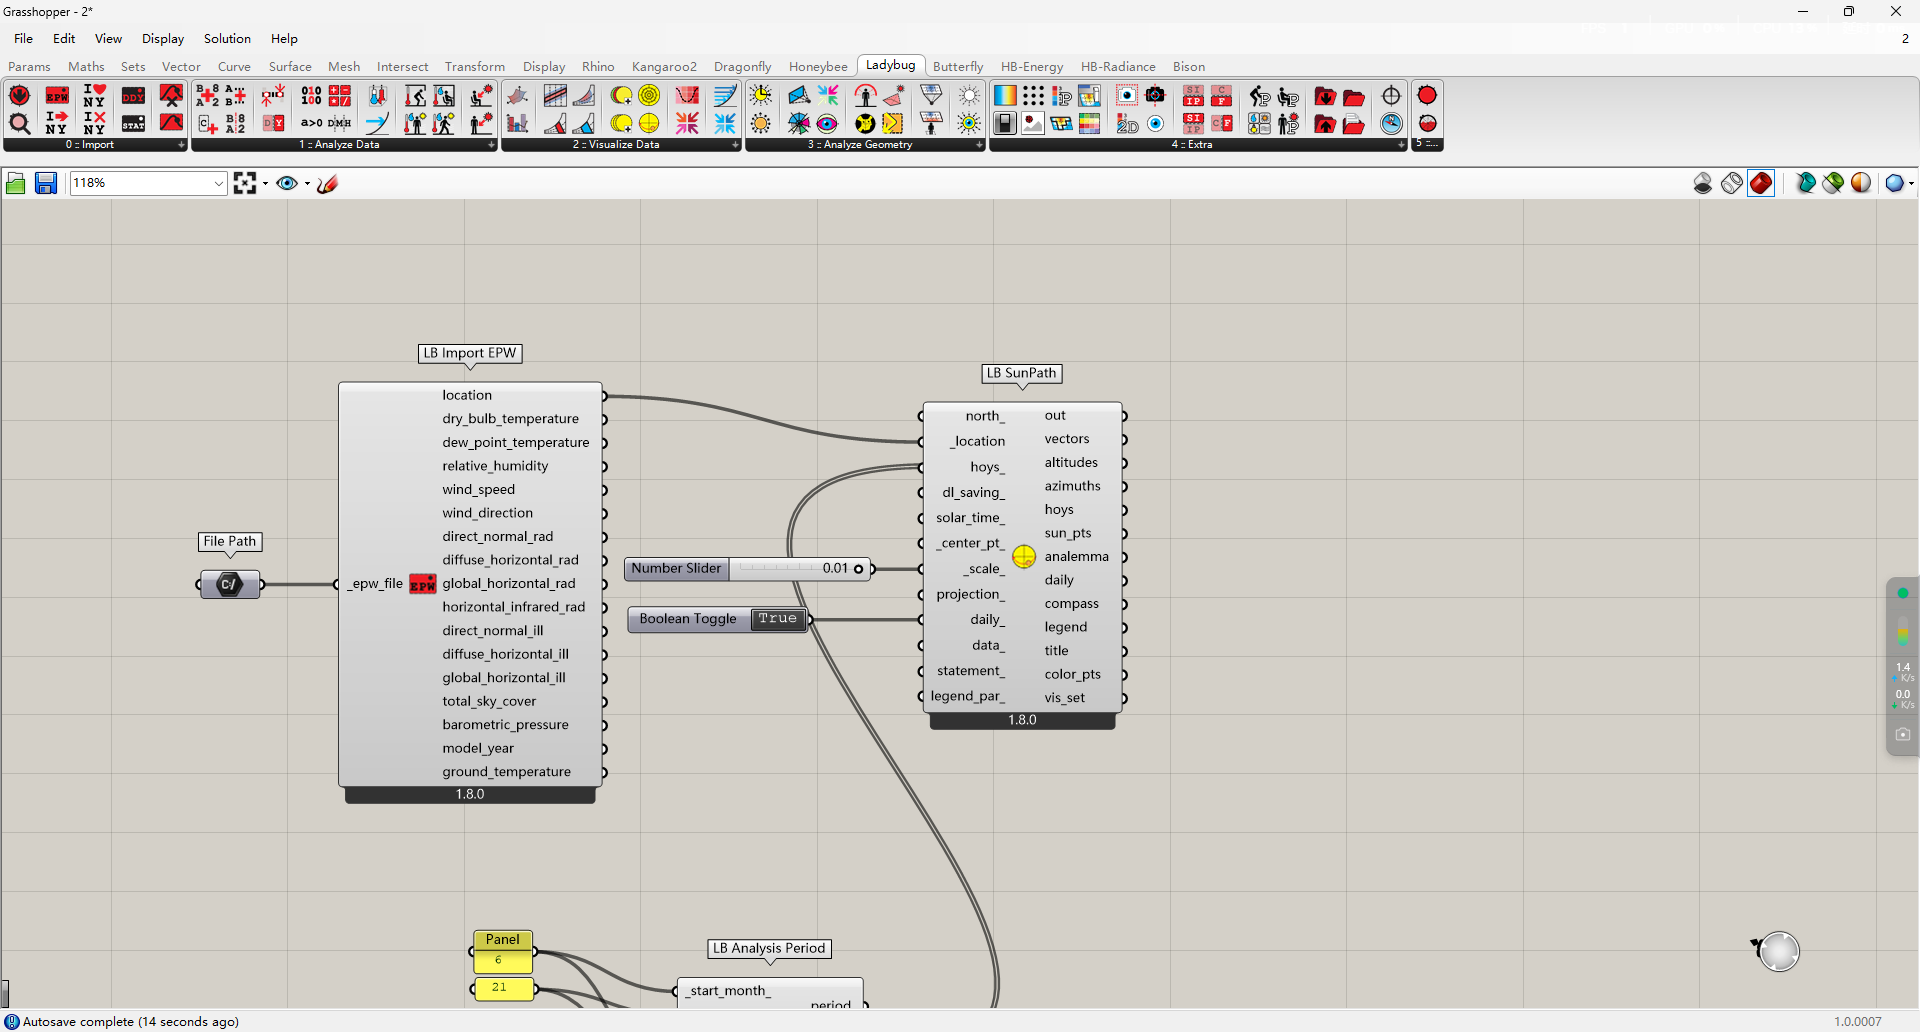 Grasshopper - 2*
File Edit View Display Solution Help 2
Params Maths Sets Vector Curve Surface Mesh Intersect Transform Display Rhino Kangaroo2 Dragonfly Honeybee Ladybug Butterfly HB-Energy HB-Radiance Bison
0 :: Import 1 :: Analyze Data 2 :: Visualize Data 3 :: Analyze Geometry 4 :: Extra 5 ::...
118%
LB Import EPW
location
dry_bulb_temperature
dew_point_temperature
relative_humidity
wind_speed
wind_direction
direct_normal_rad
diffuse_horizontal_rad
_epw_file EPW global_horizontal_rad
horizontal_infrared_rad
direct_normal_ill
diffuse_horizontal_ill
global_horizontal_ill
total_sky_cover
barometric_pressure
model_year
ground_temperature
1.8.0
File Path
C:/
Number Slider 0.01
Boolean Toggle True
LB SunPath
north_ out
_location vectors
hoys_ altitudes
dl_saving_ azimuths
solar_time_ hoys
_center_pt_ sun_pts
_scale_ analemma
projection_ daily
daily_ compass
data_ legend
statement_ title
legend_par_ color_pts
vis_set
1.8.0
Panel
6
21
LB Analysis Period
_start_month_
period
1.4
K/s
0.0
K/s
Autosave complete (14 seconds ago)
1.0.0007